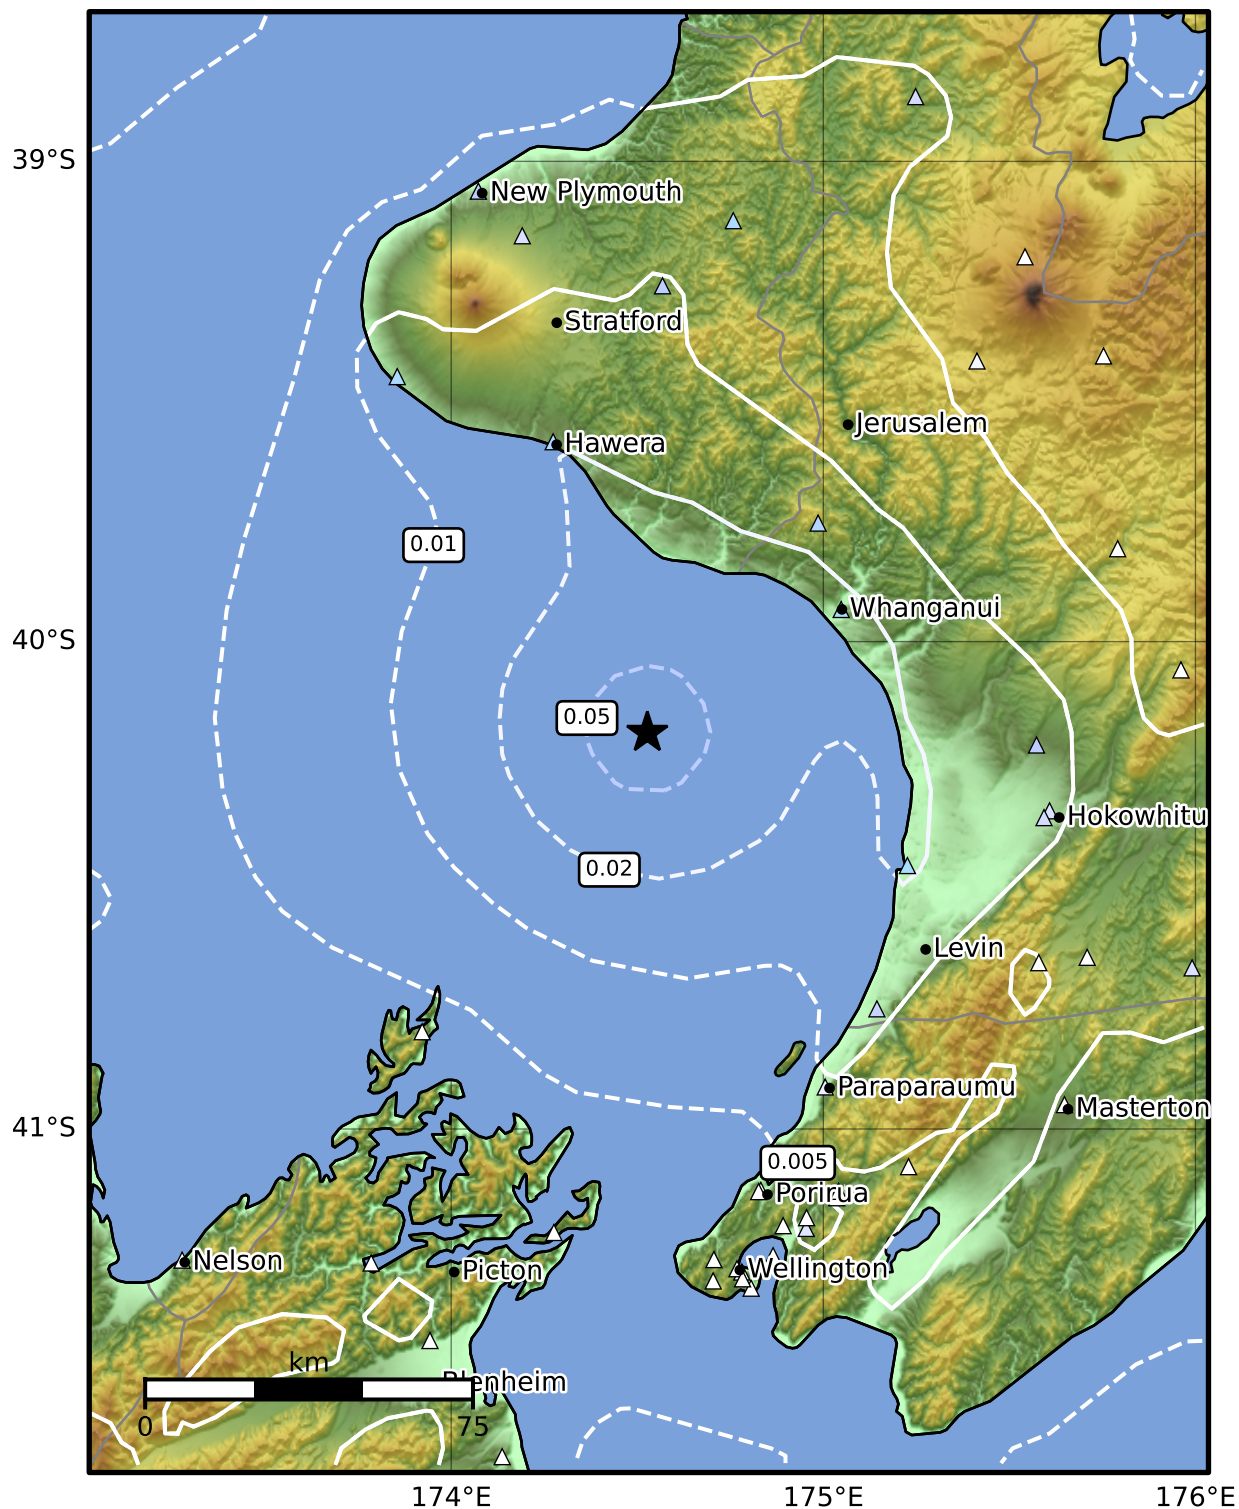 39°S
New Plymouth
Stratford
Jerusalem
Hawera
0.01
Whanganui
40°S
0.05
Hokowhitu
0.02
Levin
Paraparaumu
Masterton
41°S
0.005
Porirua
Nelson
Picton
Wellington
km
Blenheim
0
75
174°E
175°E
176°E